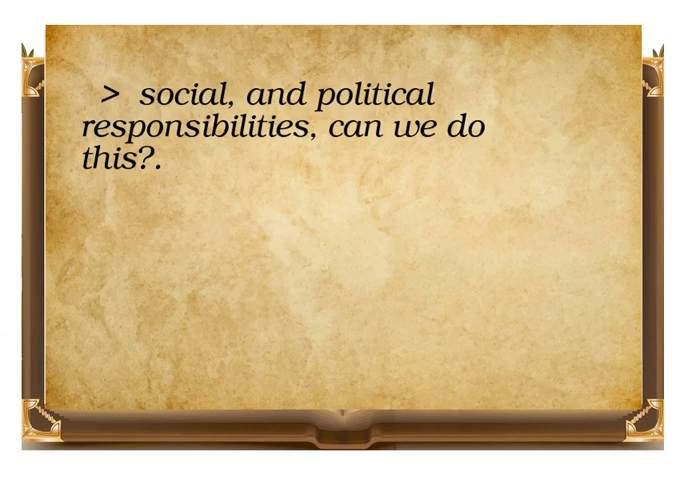 > social, and political
responsibilities, can we do
this?.